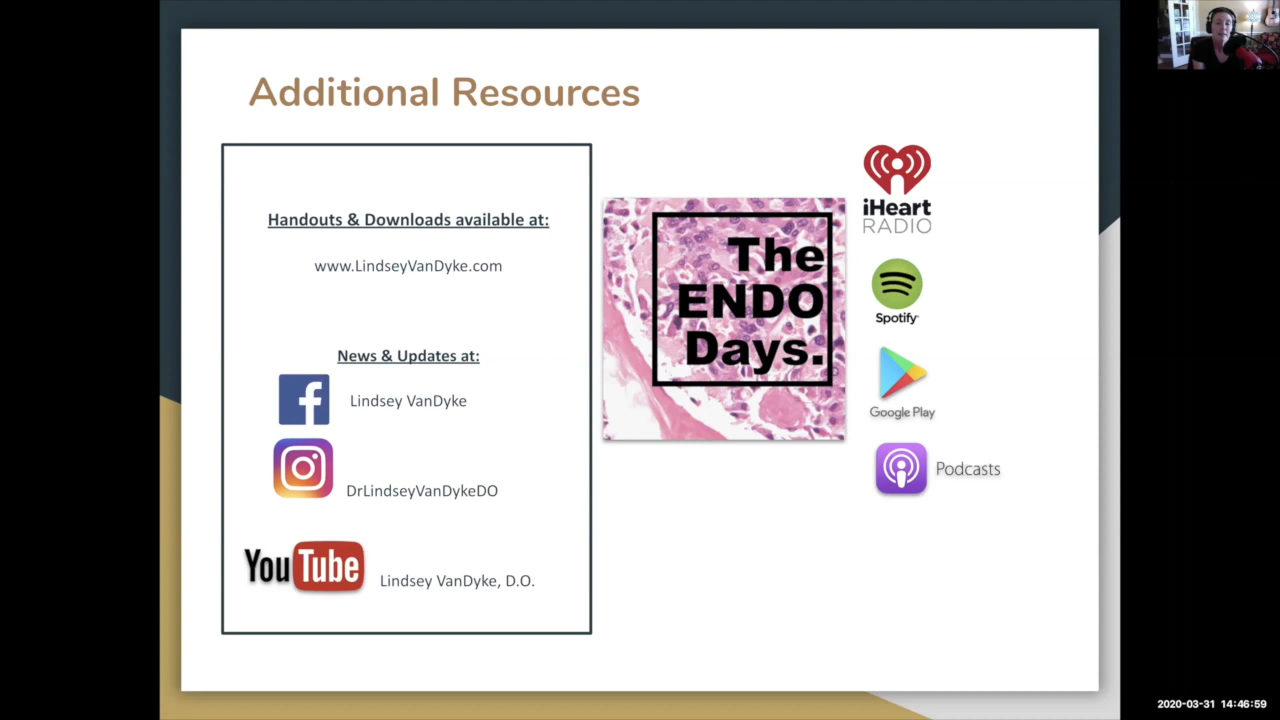 Additional Resources
Handouts & Downloads available at:
www.LindseyVanDyke.com
News & Updates at:
Lindsey VanDyke
DrLindseyVanDykeDO
YouTube
Lindsey VanDyke, D.O.
The
ENDO
Days.
iHeart
RADIO
Spotify
Google Play
Podcasts
2020-03-31 14:46:59